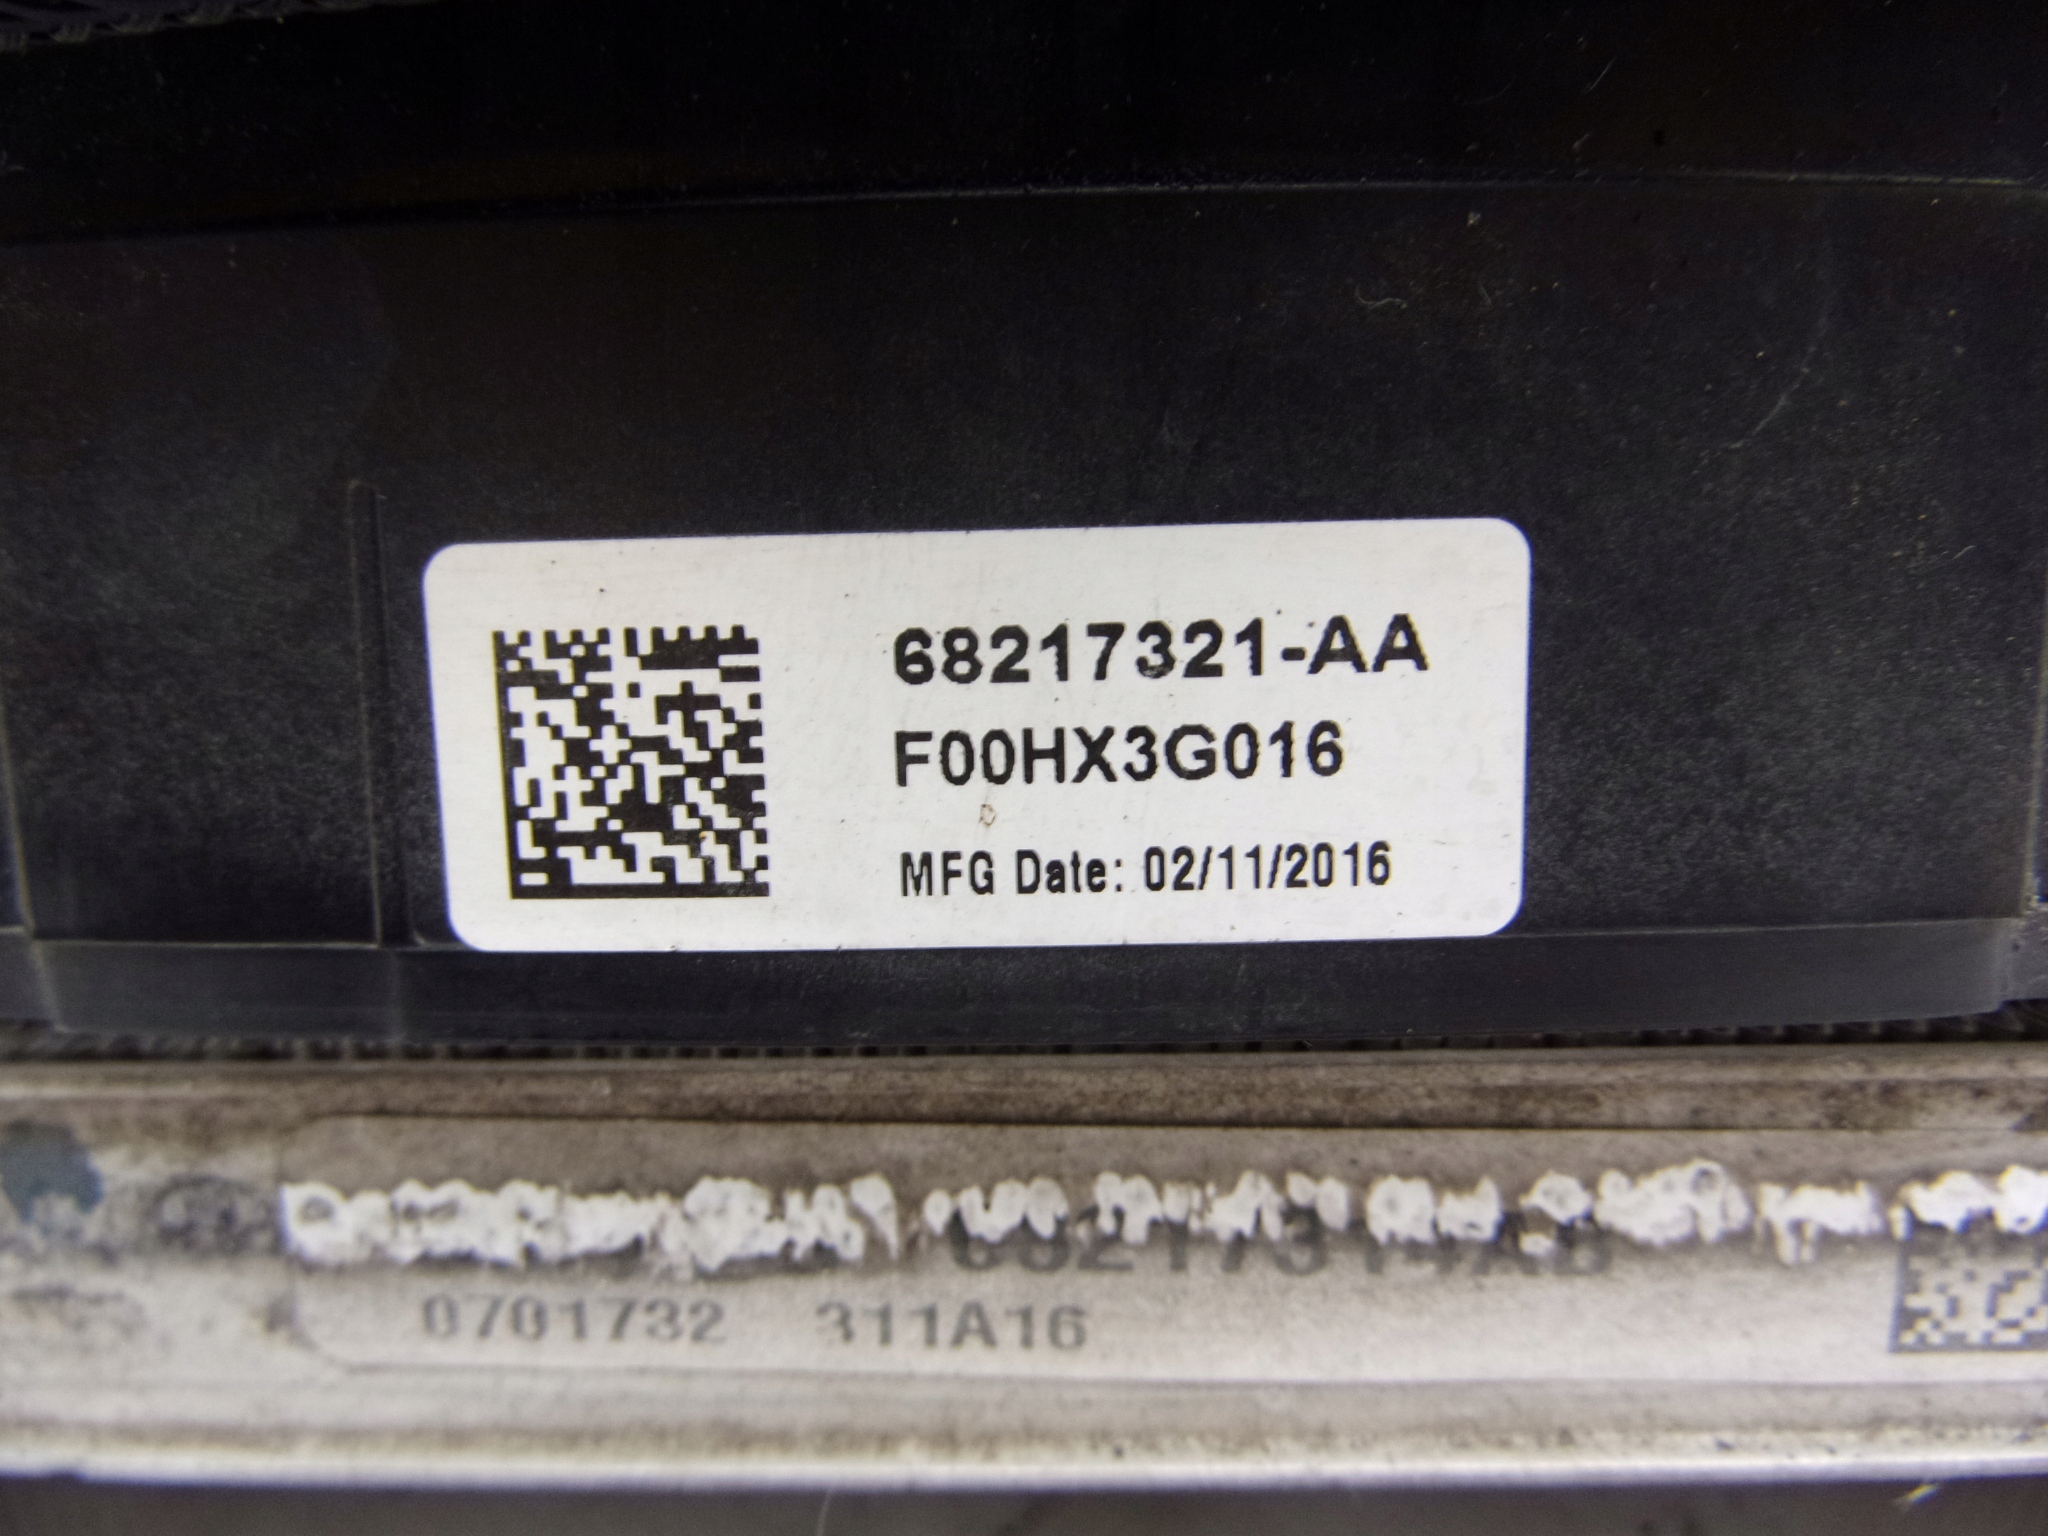 68217321-AA
F00HX3G016
MFG Date: 02/11/2016
0701732 311A16